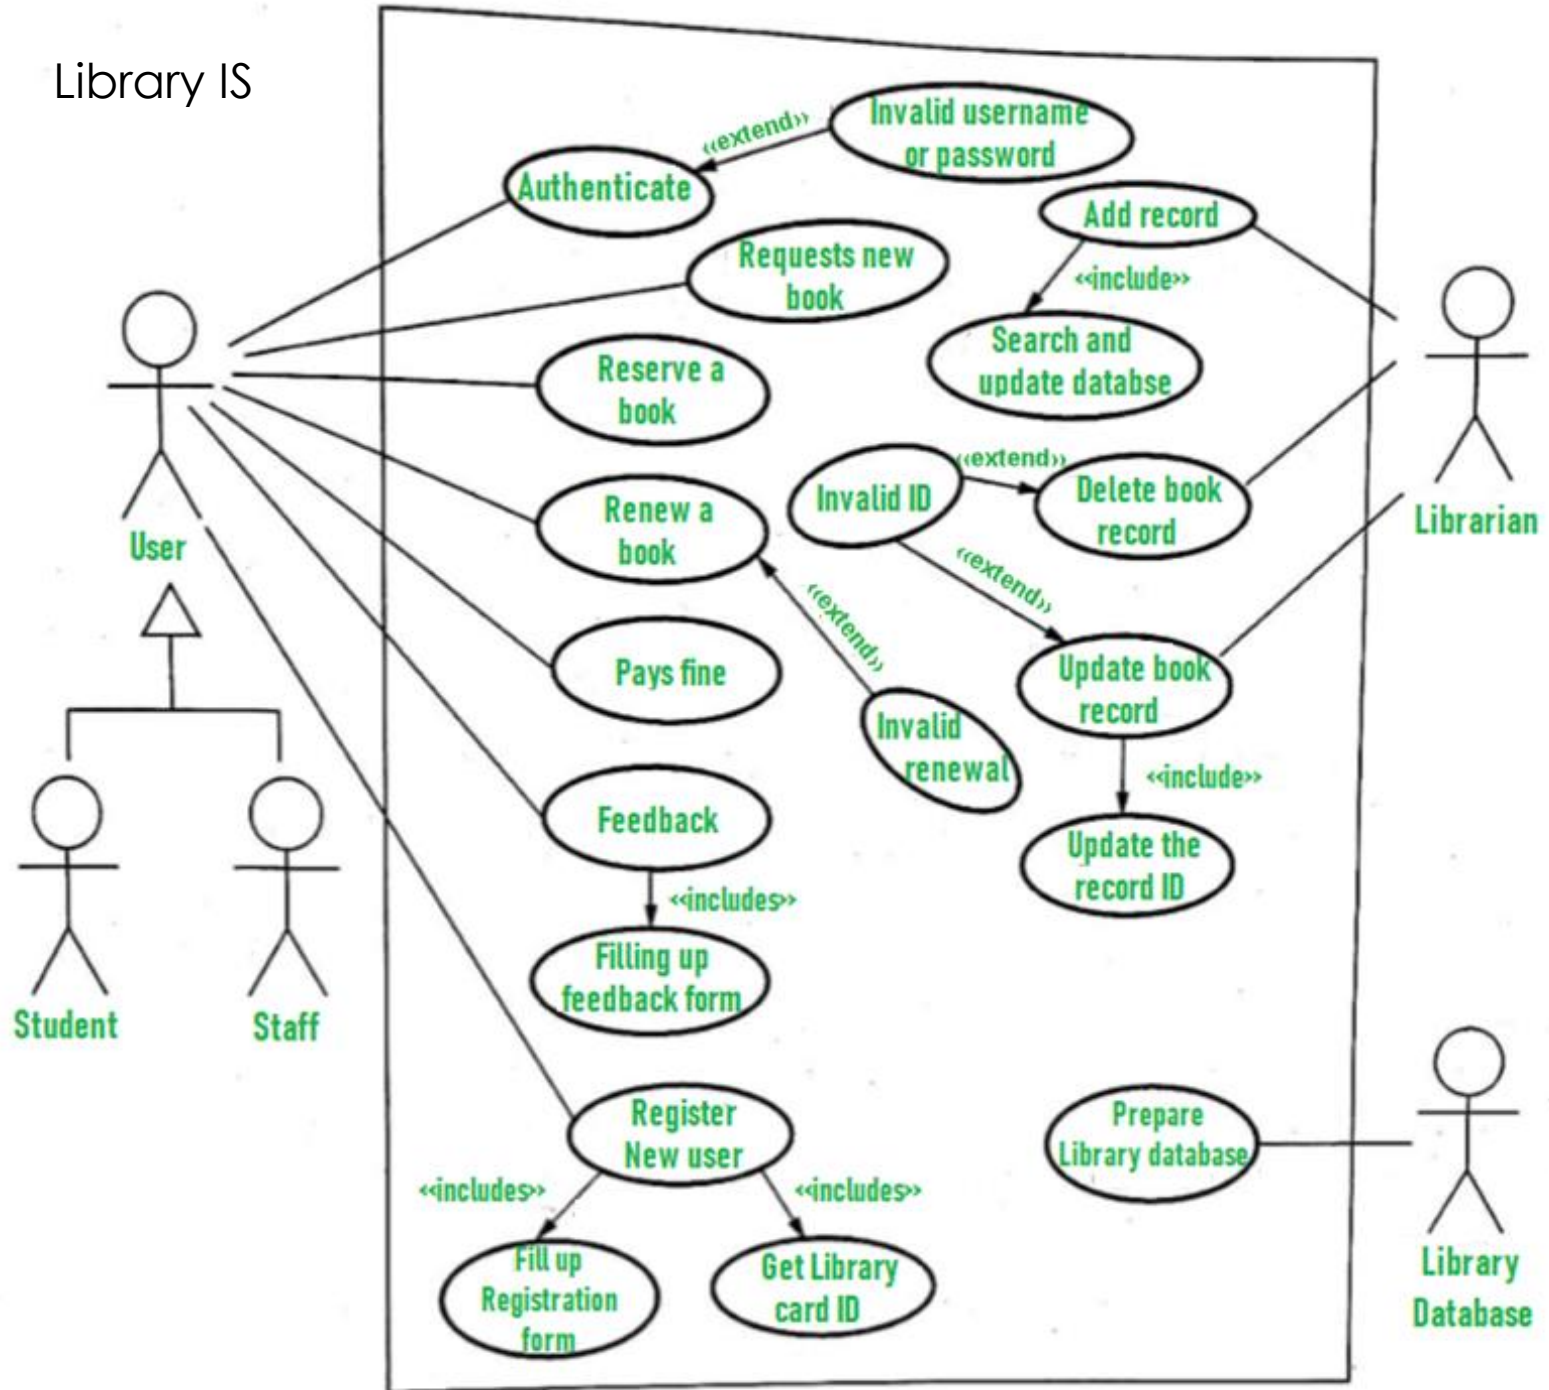 Library IS
Invalid username
or password
‹‹extend››
Authenticate
Add record
Requests new
book
‹‹include››
Search and
update databse
Reserve a
book
‹‹extend››
Invalid ID
Delete book
record
Renew a
book
Librarian
User
‹‹extend››
‹‹extend››
Pays fine
Update book
record
Invalid
renewal
‹‹include››
Feedback
Update the
record ID
‹‹includes››
Filling up
feedback form
Student
Staff
Register
New user
Prepare
Library database
‹‹includes››
‹‹includes››
Fill up
Registration
form
Get Library
card ID
Library
Database